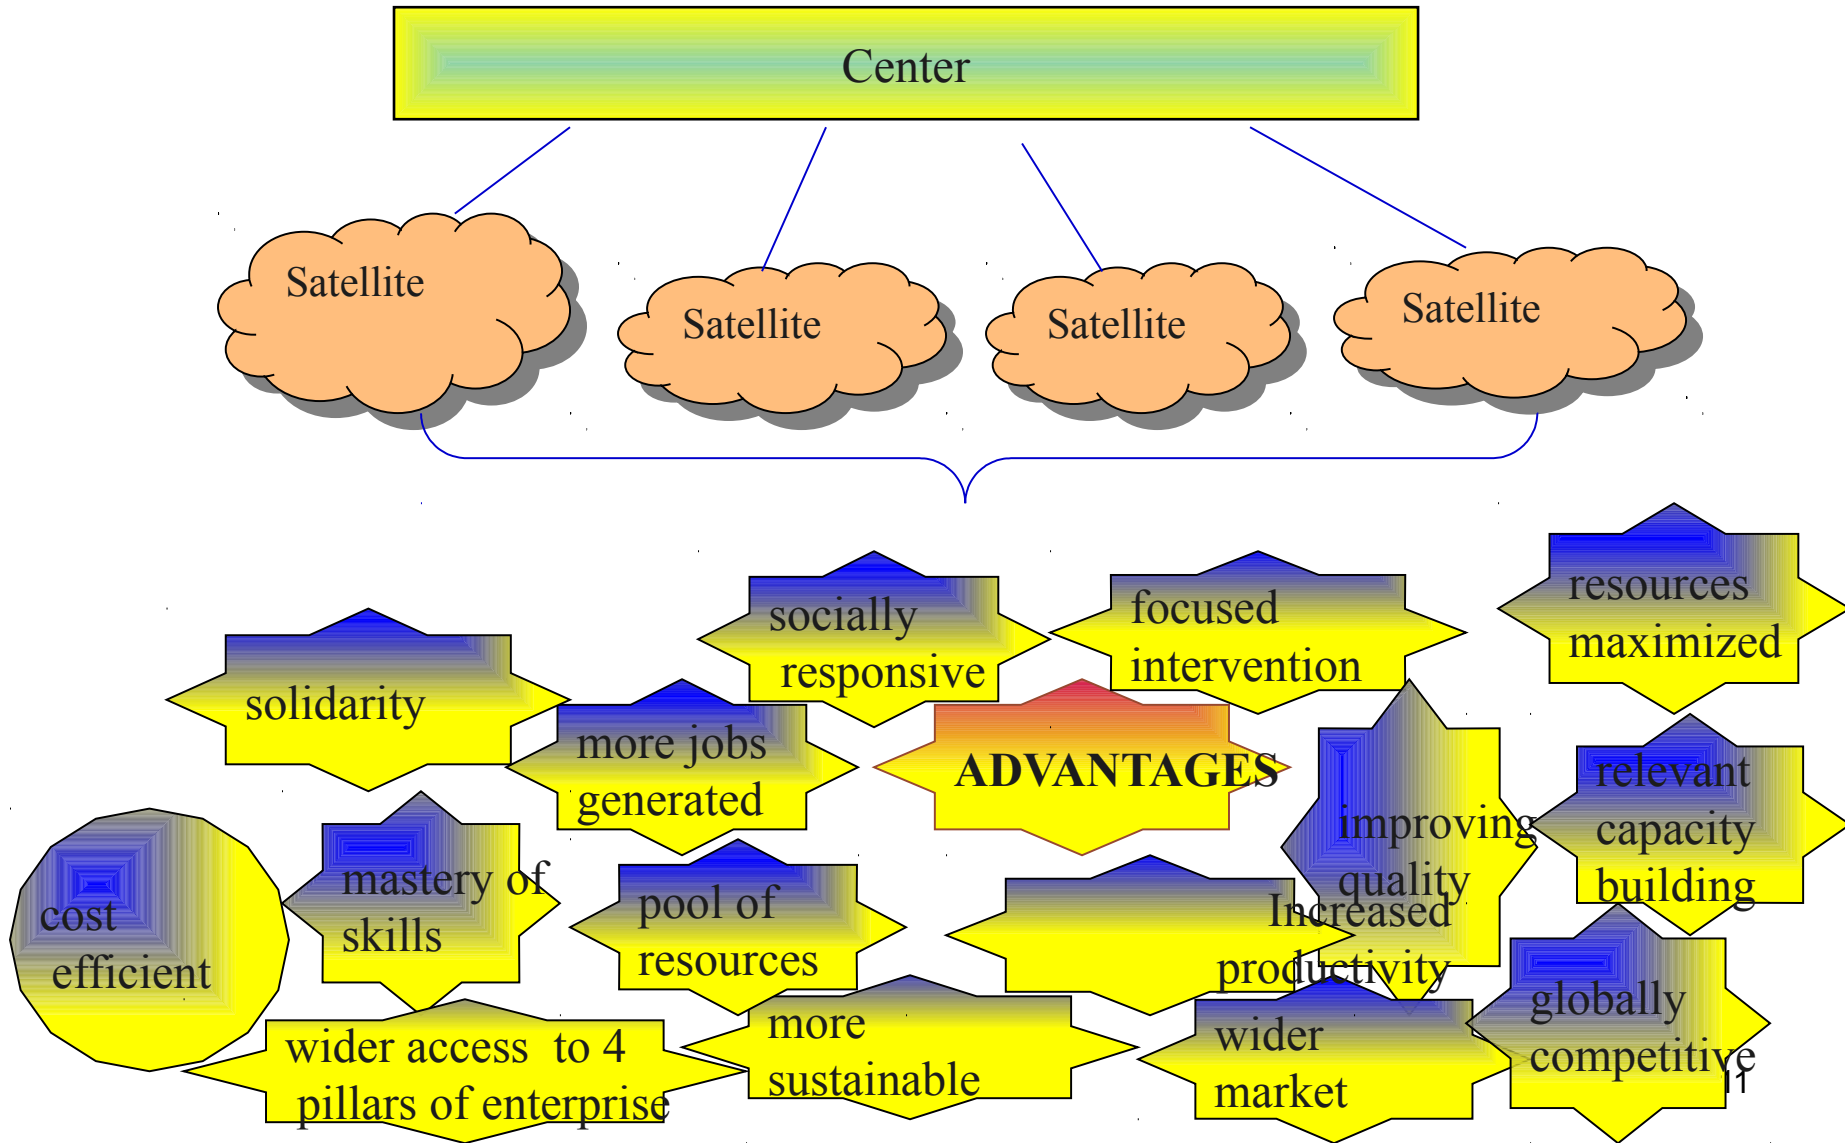 Center
Satellite
Satellite
Satellite
Satellite
resources
maximized
socially
responsive
focused
intervention
solidarity
more jobs
generated
ADVANTAGES
improving
quality
relevant
capacity
building
cost
efficient
mastery of
skills
pool of
resources
Increased
productivity
globally
competitive
wider access to 4
pillars of enterprise
more
sustainable
wider
market
11